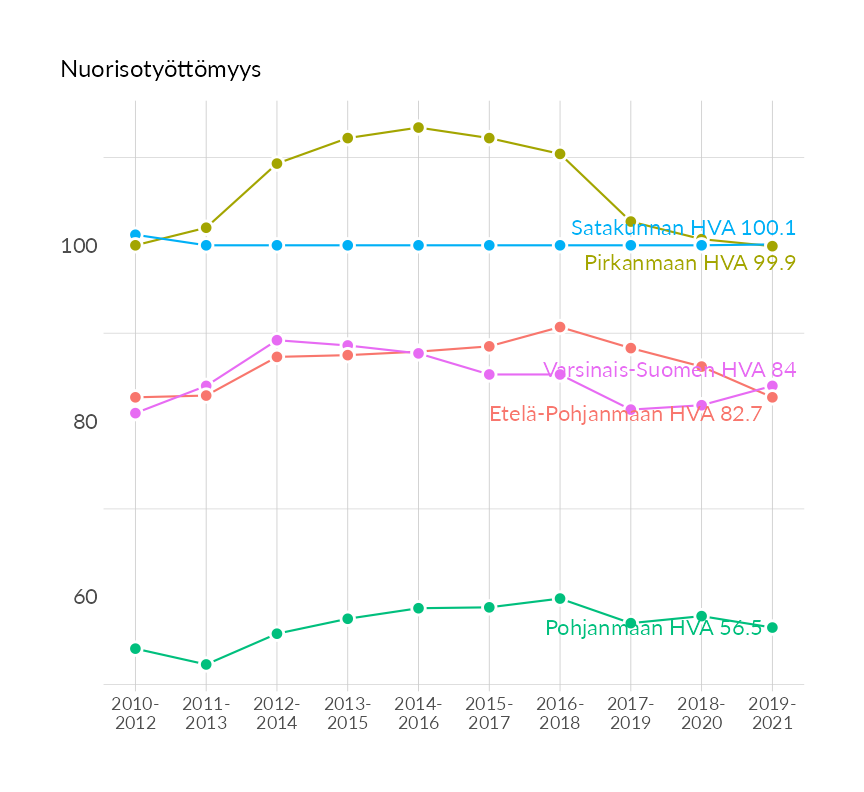 Nuorisotyöttömyys
Satakunnan HVA 100.1
100
Pirkanmaan HVA 99.9
Varsinais-Suomen HVA 84
Etelä-Pohjanmaan HVA 82.7
80
60
Pohjanmaan HVA 56.5
2010- 2011- 2012- 2013- 2014- 2015- 2016- 2017- 2018- 2019-
2012 2013 2014 2015 2016 2017 2018 2019 2020 2021